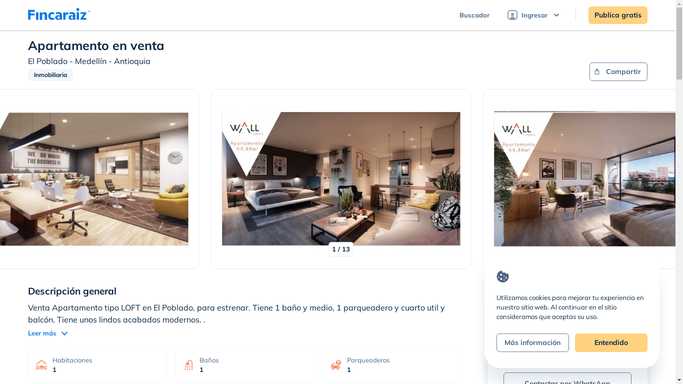 Fincaraiz
Buscador
Ingresar
Publica gratis
Apartamento en venta
El Poblado - Medellín - Antioquia
Inmobiliaria
Compartir
WALL
Apartamento
WALL
Apartamento
1 / 13
Descripción general
Venta Apartamento tipo LOFT en El Poblado, para estrenar. Tiene 1 baño y medio, 1 parqueadero y cuarto util y
balcón. Tiene unos lindos acabados modernos. .
Leer más
Habitaciones
1
Baños
1
Parqueaderos
1
Utilizamos cookies para mejorar tu experiencia en
nuestro sitio web. Al continuar en el sitio
consideramos que aceptas su uso.
Más información
Entendido
Contactar por WhatsApp